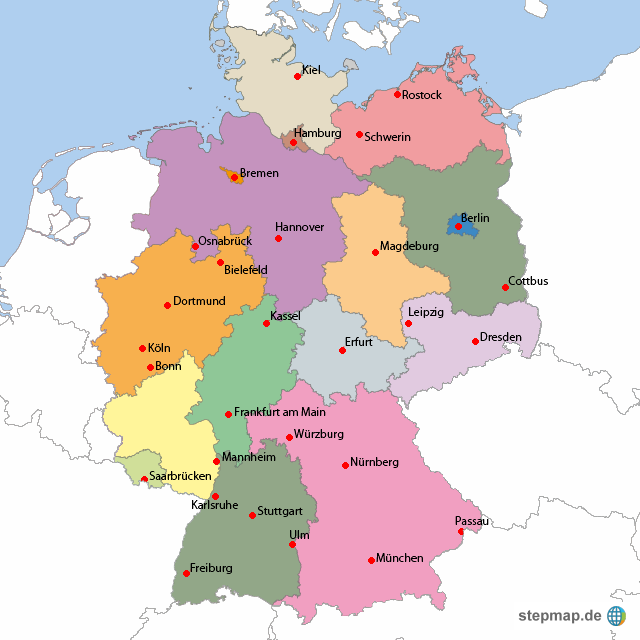 Kiel
Rostock
Hamburg
Schwerin
Bremen
Berlin
Hannover
Osnabrück
Magdeburg
Bielefeld
Cottbus
Dortmund
Kassel
Leipzig
Dresden
Erfurt
Köln
Bonn
Frankfurt am Main
Würzburg
Mannheim
Nürnberg
Saarbrücken
Karlsruhe
Stuttgart
Passau
Ulm
München
Freiburg
stepmap.de